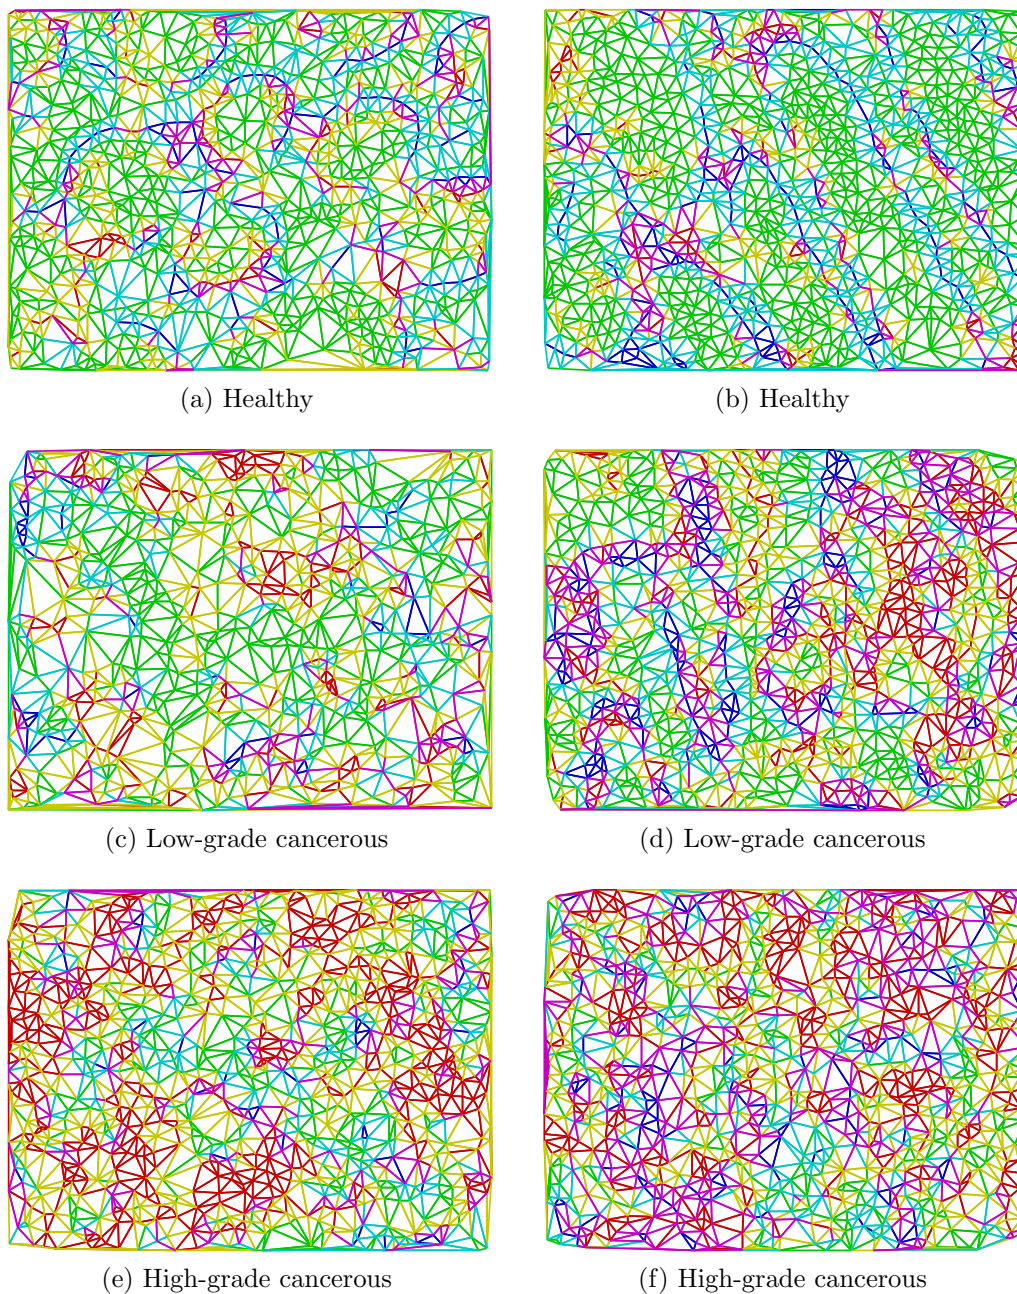 (a) Healthy
(b) Healthy
(c) Low-grade cancerous
(d) Low-grade cancerous
(e) High-grade cancerous
(f) High-grade cancerous